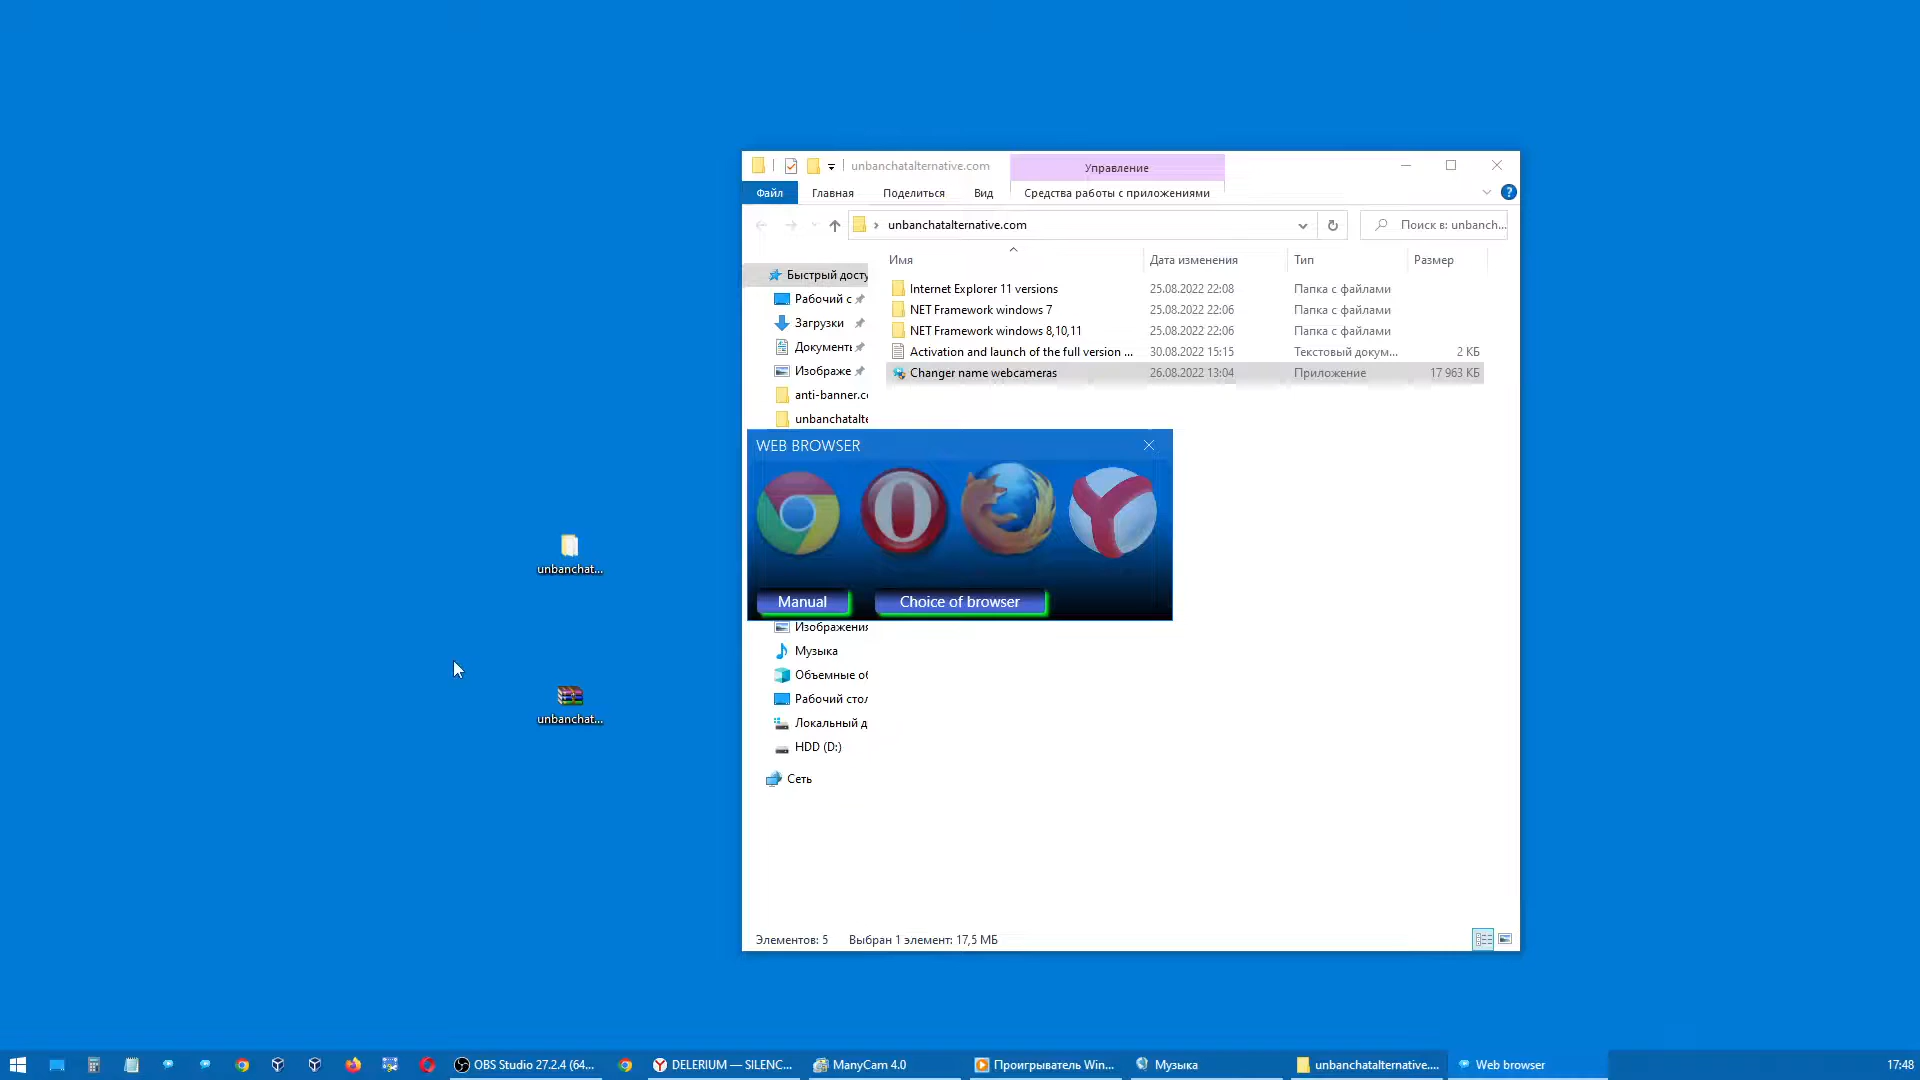 unbanchatalternative.com
Управление
Файл
Главная
Поделиться
Вид
Средства работы с приложениями
unbanchatalternative.com
Поиск в: unbanch...
Имя
Дата изменения
Тип
Размер
Быстрый досту
Рабочий с
Загрузки
Документы
Изображе
anti-banner.co
unbanchatalte
Internet Explorer 11 versions 25.08.2022 22:08 Папка с файлами
NET Framework windows 7 25.08.2022 22:06 Папка с файлами
NET Framework windows 8,10,11 25.08.2022 22:06 Папка с файлами
Activation and launch of the full version ... 30.08.2022 15:15 Текстовый докум... 2 КБ
Changer name webcameras 26.08.2022 13:04 Приложение 17 963 КБ
WEB BROWSER
Manual
Choice of browser
Изображения
Музыка
Объемные об
Рабочий стол
Локальный д
HDD (D:)
Сеть
Элементов: 5
Выбран 1 элемент: 17,5 МБ
unbanchat...
unbanchat...
OBS Studio 27.2.4 (64...
DELERIUM — SILENC...
ManyCam 4.0
Проигрыватель Win...
Музыка
unbanchatalternative....
Web browser
17:48